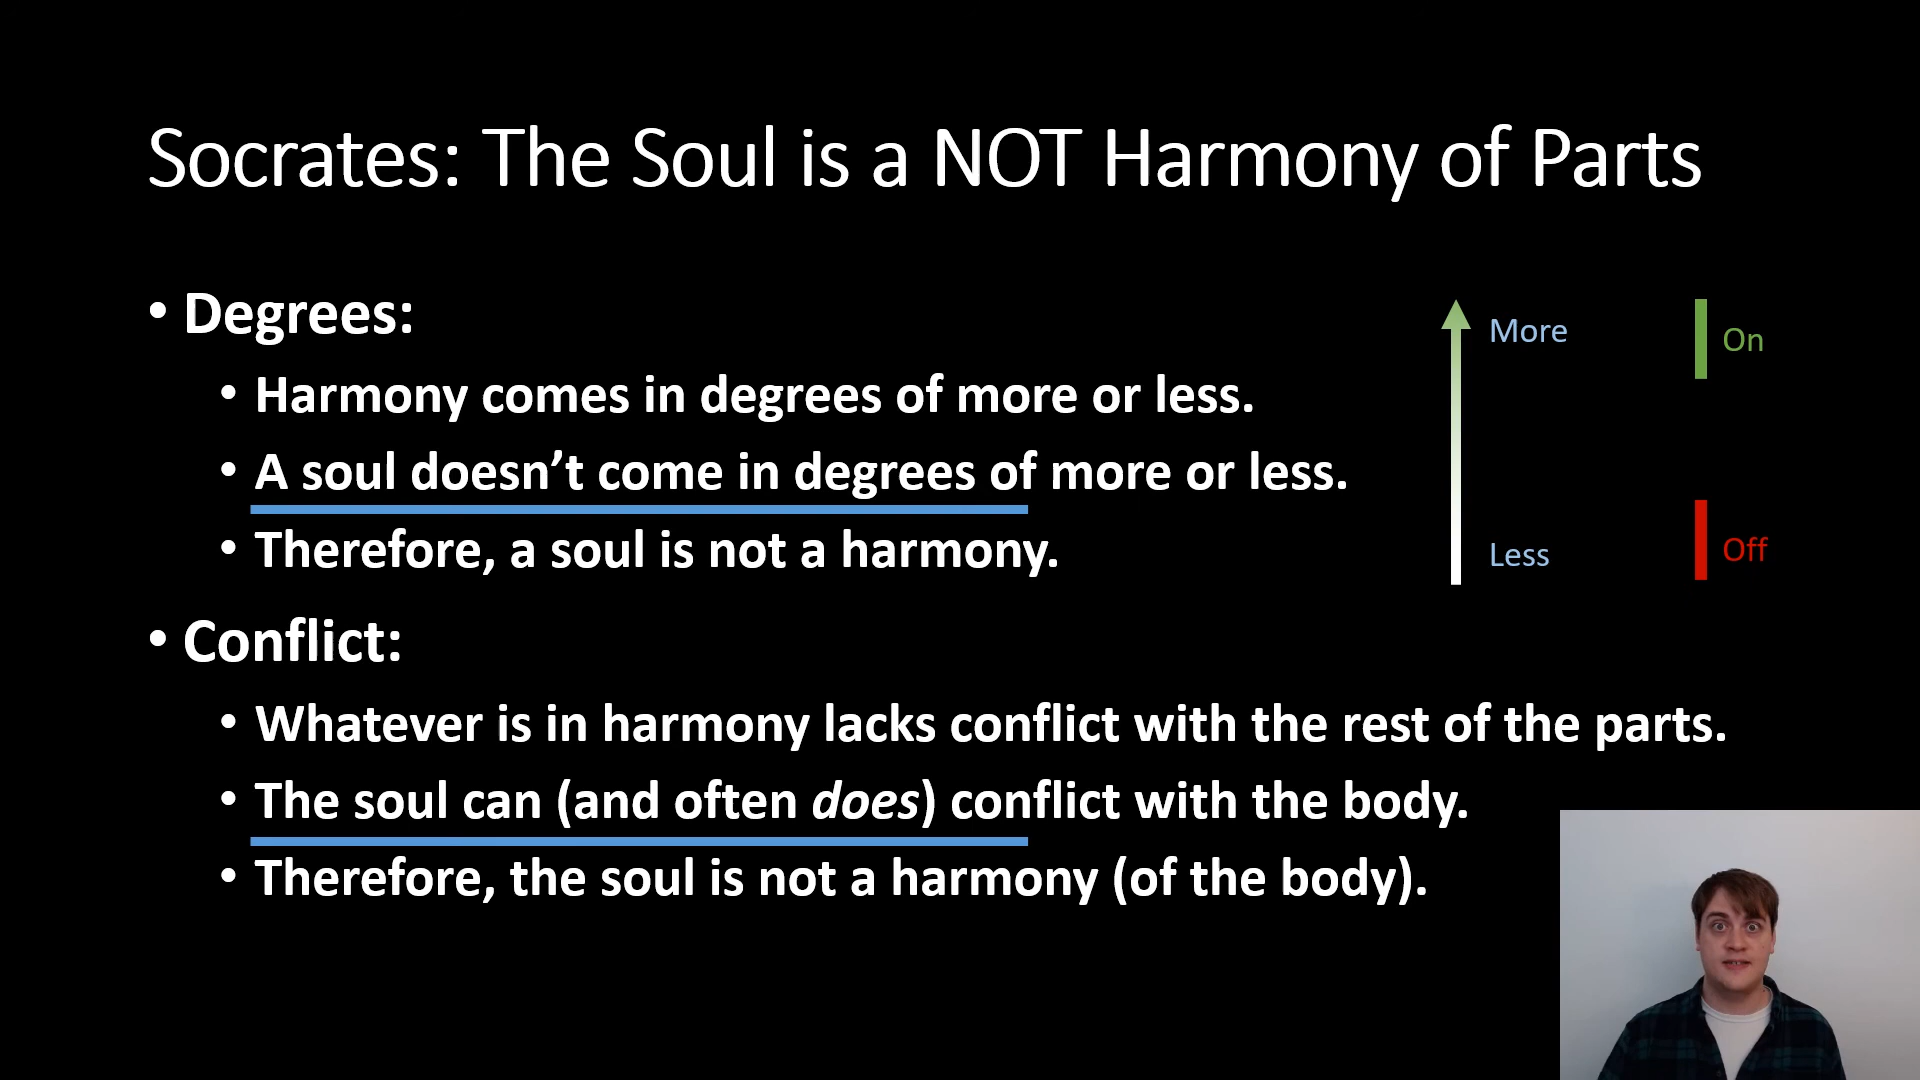 Socrates: The Soul is a NOT Harmony of Parts
• Degrees:
• Harmony comes in degrees of more or less.
• A soul doesn’t come in degrees of more or less.
• Therefore, a soul is not a harmony.
More
On
Less
Off
• Conflict:
• Whatever is in harmony lacks conflict with the rest of the parts.
• The soul can (and often does) conflict with the body.
• Therefore, the soul is not a harmony (of the body).